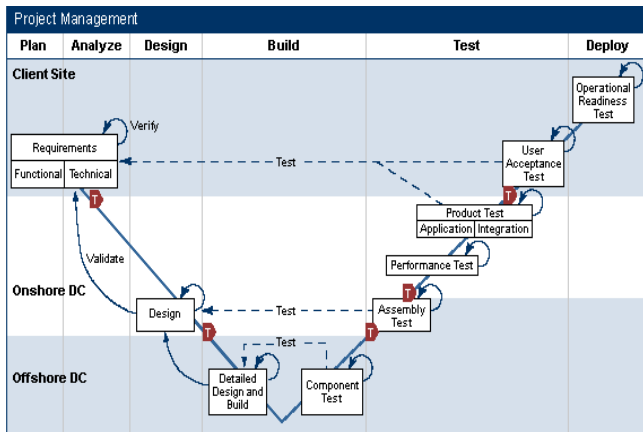 Project Management
Plan
Analyze
Design
Build
Test
Deploy
Client Site
Operational
Readiness
Test
Verify
Requirements
Functional
Technical
Test
User
Acceptance
Test
T
T
Product Test
Application
Integration
Validate
Performance Test
Onshore DC
T
Design
Test
Assembly
Test
T
T
Test
Offshore DC
Detailed
Design and
Build
Component
Test